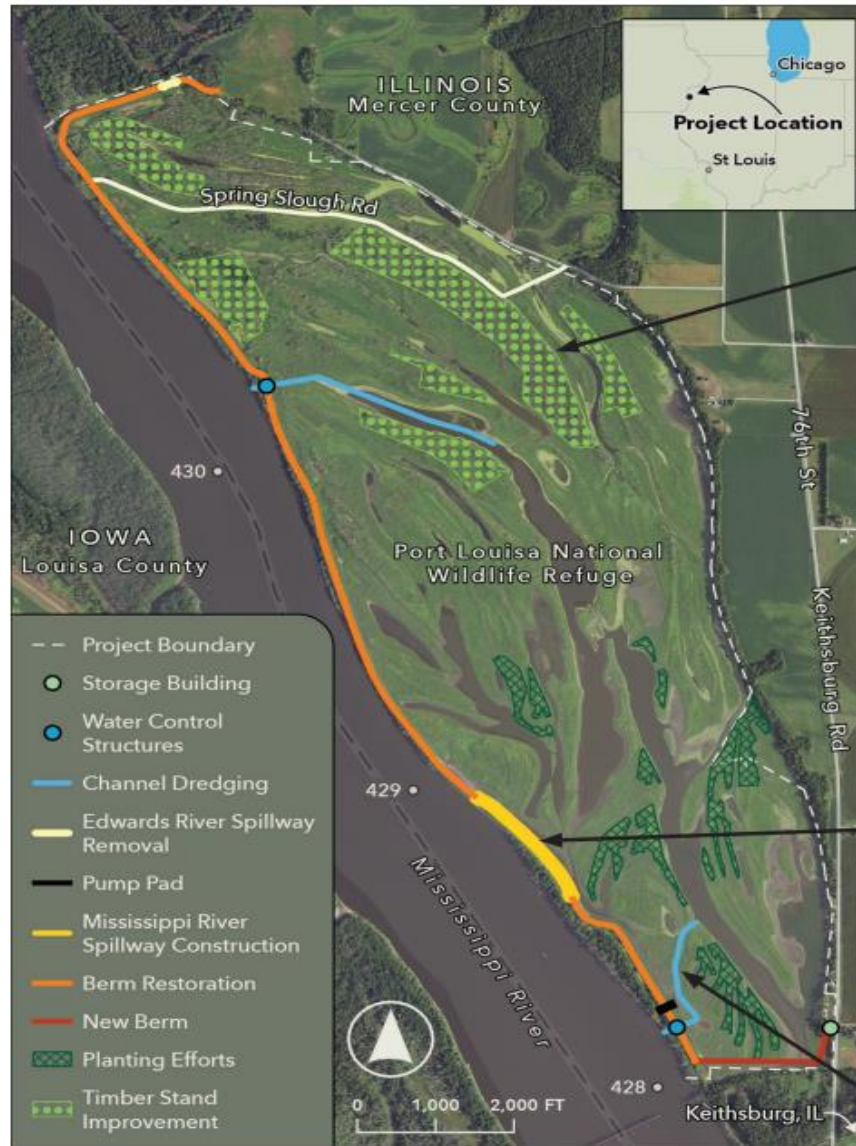 ILLINOIS
Mercer County
Chicago
Project Location
St Louis
Spring Slough Rd
76th St
430
IOWA
Louisa County
Port Louisa National
Wildlife Refuge
Keithsburg Rd
Project Boundary
Storage Building
Water Control
Structures
Channel Dredging
Edwards River Spillway
Removal
Pump Pad
Mississippi River
Spillway Construction
Berm Restoration
New Berm
Planting Efforts
Timber Stand
Improvement
429
Mississippi River
428
0 1,000 2,000 FT
Keithsburg, IL